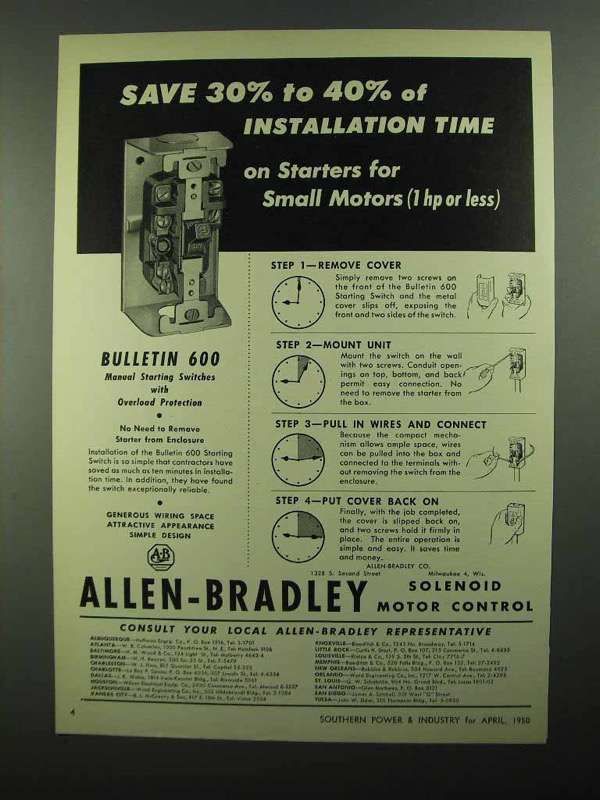 SAVE 30% to 40% of
INSTALLATION TIME
on Starters for
Small Motors (1 hp or less)
BULLETIN 600
Manual Starting Switches
with
Overload Protection
No Need to Remove
Starter from Enclosure
Installation of the Bulletin 600 Starting
Switch is so simple that contractors have
saved as much as ten minutes in installa-
tion time. In addition, they have found
the switch exceptionally reliable.
GENEROUS WIRING SPACE
ATTRACTIVE APPEARANCE
SIMPLE DESIGN
A-B
STEP 1—REMOVE COVER
Simply remove two screws on
the front of the Bulletin 600
Starting Switch and the metal
cover slips off, exposing the
front and two sides of the switch.
STEP 2—MOUNT UNIT
Mount the switch on the wall
with two screws. Conduit open-
ings on top, bottom, and back
permit easy connection. No
need to remove the starter from
the box.
STEP 3—PULL IN WIRES AND CONNECT
Because the compact mecha-
nism allows ample space, wires
can be pulled into the box and
connected to the terminals with-
out removing the switch from the
enclosure.
STEP 4—PUT COVER BACK ON
Finally, with the job completed,
the cover is slipped back on,
and two screws hold it firmly in
place. The entire operation is
simple and easy. It saves time
and money.
ALLEN-BRADLEY CO.
1328 S. Second Street Milwaukee 4, Wis.
ALLEN-BRADLEY
SOLENOID
MOTOR CONTROL
CONSULT YOUR LOCAL ALLEN-BRADLEY REPRESENTATIVE
ALBUQUERQUE
ATLANTA
BALTIMORE
BIRMINGHAM
CHARLESTON
CHARLOTTE
DALLAS
HOUSTON
JACKSONVILLE
KANSAS CITY
KNOXVILLE
LITTLE ROCK
LOUISVILLE
MEMPHIS
NEW ORLEANS
ORLANDO
ST. LOUIS
SAN ANTONIO
SAN DIEGO
TULSA
4
SOUTHERN POWER & INDUSTRY for APRIL, 1950